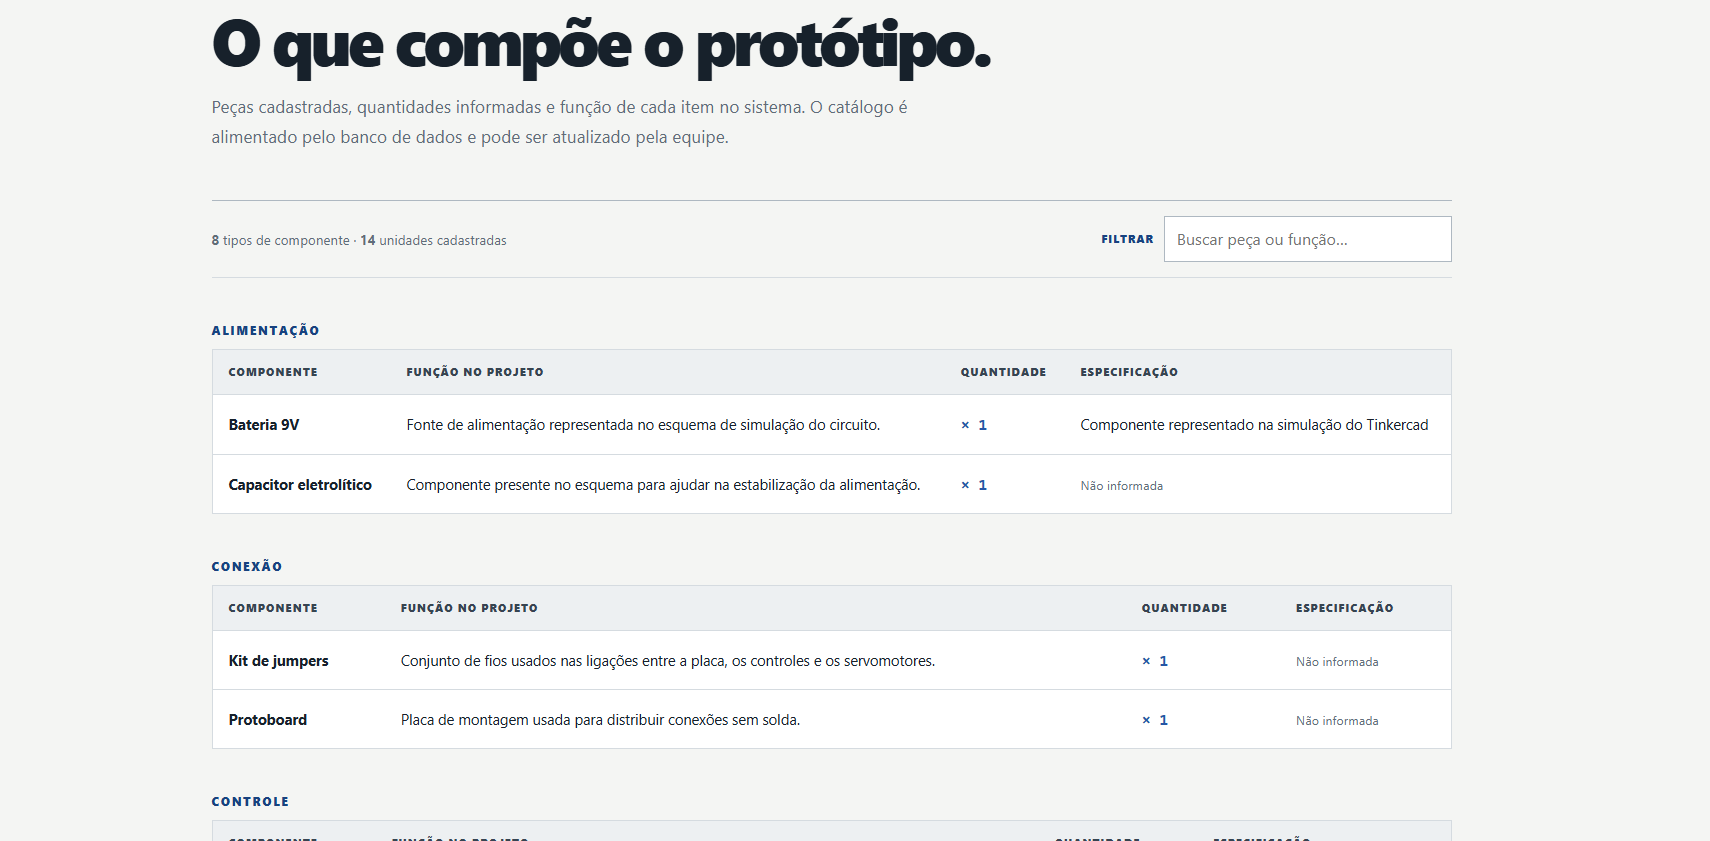 O que compõe o protótipo.
Peças cadastradas, quantidades informadas e função de cada item no sistema. O catálogo é
alimentado pelo banco de dados e pode ser atualizado pela equipe.
8 tipos de componente · 14 unidades cadastradas
FILTRAR Buscar peça ou função...
ALIMENTAÇÃO
COMPONENTE FUNÇÃO NO PROJETO QUANTIDADE ESPECIFICAÇÃO
Bateria 9V Fonte de alimentação representada no esquema de simulação do circuito. × 1 Componente representado na simulação do Tinkercad
Capacitor eletrolítico Componente presente no esquema para ajudar na estabilização da alimentação. × 1 Não informada
CONEXÃO
COMPONENTE FUNÇÃO NO PROJETO QUANTIDADE ESPECIFICAÇÃO
Kit de jumpers Conjunto de fios usados nas ligações entre a placa, os controles e os servomotores. × 1 Não informada
Protoboard Placa de montagem usada para distribuir conexões sem solda. × 1 Não informada
CONTROLE
COMPONENTE FUNÇÃO NO PROJETO QUANTIDADE ESPECIFICAÇÃO